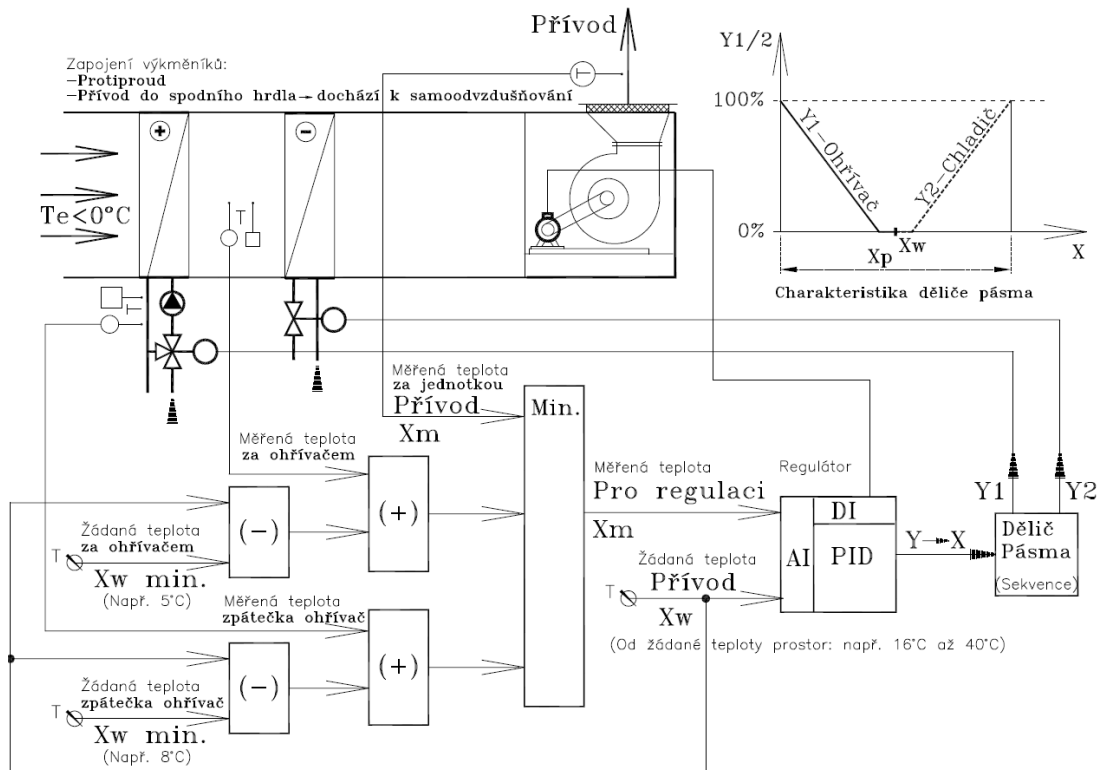 Přívod
Zapojení výkměníků:
-Protiproud
-Přívod do spodního hrdla→dochází k samoodvzdušňování
T
+
-
Te<0°C
T
T
Y1/2
100%
0%
Y1-Ohřívač
Y2-Chladič
Xp
Xw
X
Charakteristika děliče pásma
Měřená teplota
za jednotkou
Přívod
Xm
Min.
Měřená teplota
za ohřívačem
(-)
(+)
Žádaná teplota
za ohřívačem
T
Xw min.
(Např. 5°C)
Měřená teplota
Pro regulaci
Xm
Regulátor
DI
AI
PID
Y→X
Y1
Y2
Dělič
Pásma
(Sekvence)
Žádaná teplota
Přívod
T
Xw
(Od žádané teploty prostor: např. 16°C až 40°C)
Měřená teplota
zpátečka ohřívač
(-)
(+)
Žádaná teplota
zpátečka ohřívač
T
Xw min.
(Např. 8°C)